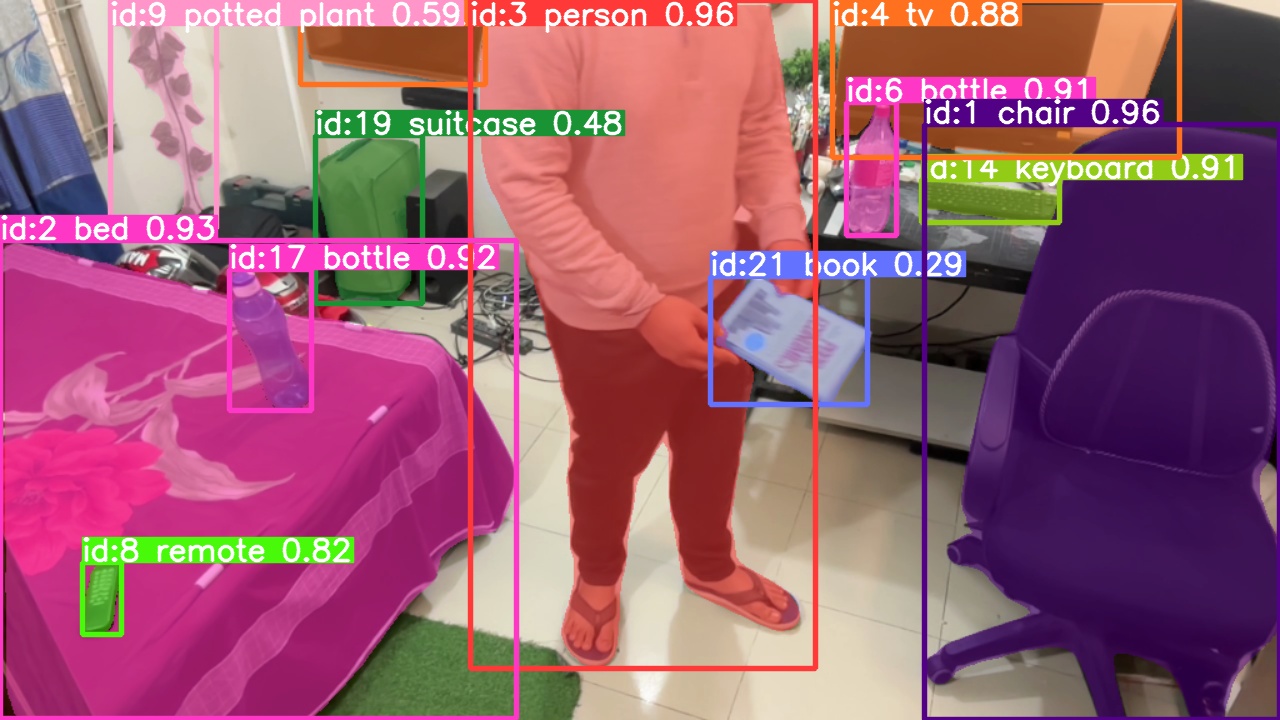 id:9 potted plant 0.59
id:3 person 0.96
id:4 tv 0.88
id:6 bottle 0.91
id:1 chair 0.96
id:19 suitcase 0.48
d:14 keyboard 0.91
id:2 bed 0.93
id:17 bottle 0.92
id:21 book 0.29
id:8 remote 0.82